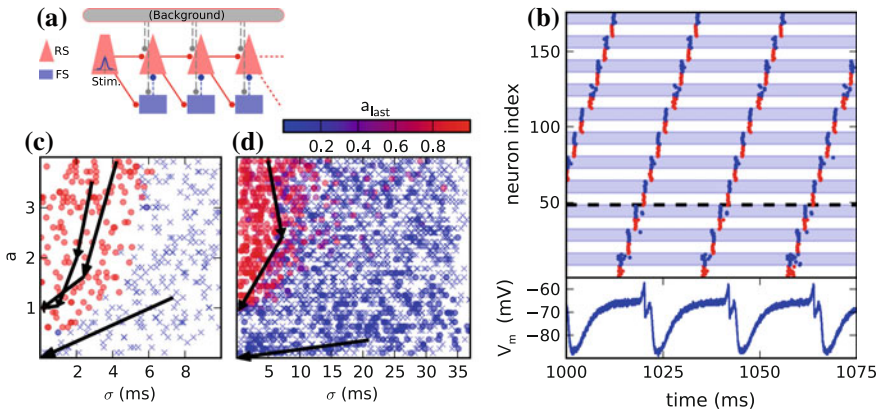 (a)
(Background)
RS
FS
Stim.
a_last
0.2 0.4 0.6 0.8
(c)
(d)
a
3
2
1
2 4 6 8
σ (ms)
5 10 15 20 25 30 35
σ (ms)
(b)
neuron index
150
100
50
0
V_m (mV)
−60
−70
−80
1000 1025 1050 1075
time (ms)